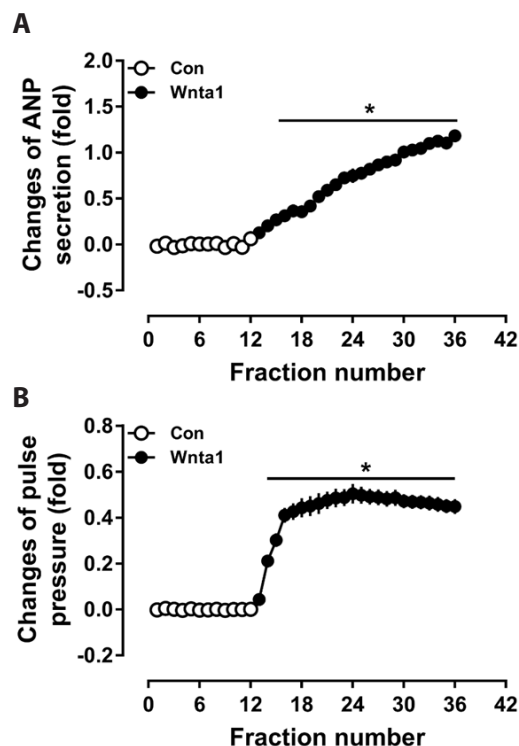 A
Changes of ANP
secretion (fold)
2.0
1.5
1.0
0.5
0.0
-0.5
Con
Wnta1
*
0 6 12 18 24 30 36 42
Fraction number
B
Changes of pulse
pressure (fold)
0.8
0.6
0.4
0.2
0.0
-0.2
Con
Wnta1
*
0 6 12 18 24 30 36 42
Fraction number